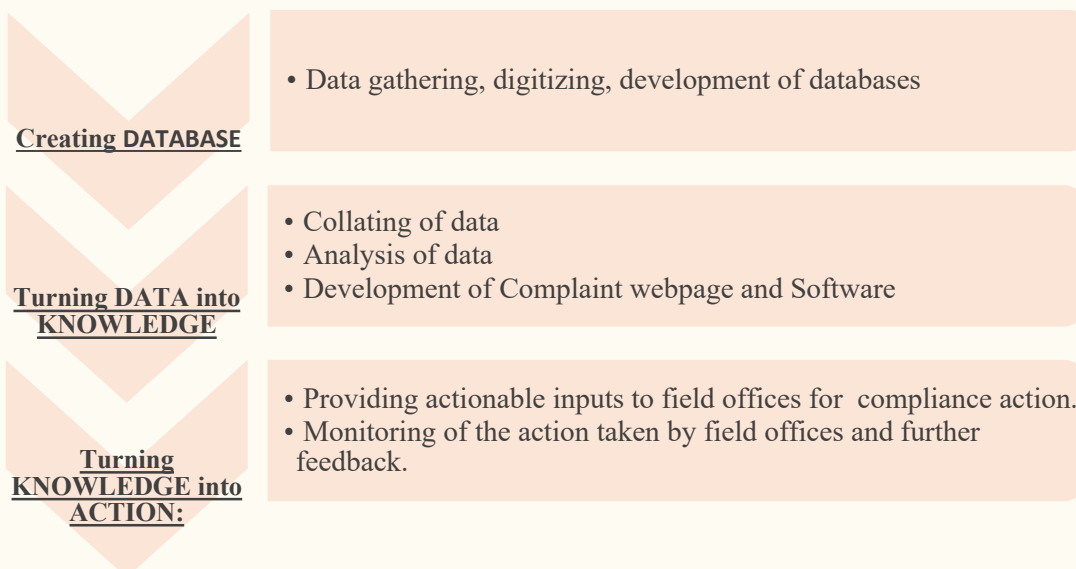 Creating DATABASE
• Data gathering, digitizing, development of databases
Turning DATA into
KNOWLEDGE
• Collating of data
• Analysis of data
• Development of Complaint webpage and Software
Turning
KNOWLEDGE into
ACTION:
• Providing actionable inputs to field offices for compliance action.
• Monitoring of the action taken by field offices and further
feedback.